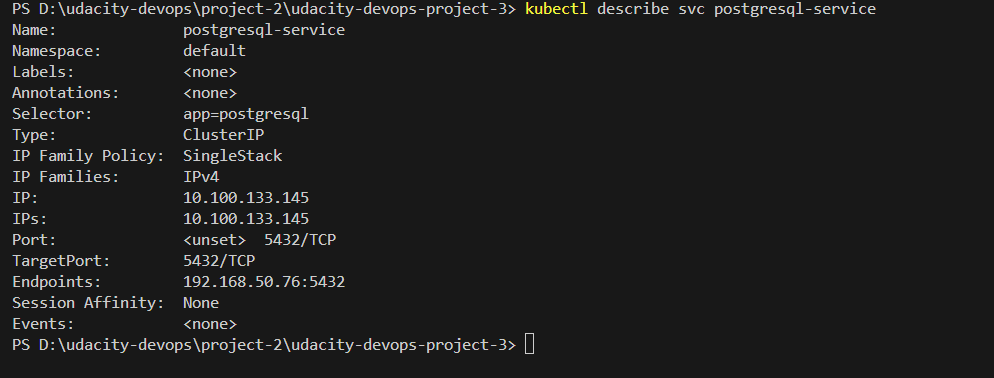 PS D:\udacity-devops\project-2\udacity-devops-project-3> kubectl describe svc postgresql-service
Name:              postgresql-service
Namespace:         default
Labels:            <none>
Annotations:       <none>
Selector:          app=postgresql
Type:              ClusterIP
IP Family Policy:  SingleStack
IP Families:       IPv4
IP:                10.100.133.145
IPs:               10.100.133.145
Port:              <unset>  5432/TCP
TargetPort:        5432/TCP
Endpoints:         192.168.50.76:5432
Session Affinity:  None
Events:            <none>
PS D:\udacity-devops\project-2\udacity-devops-project-3>